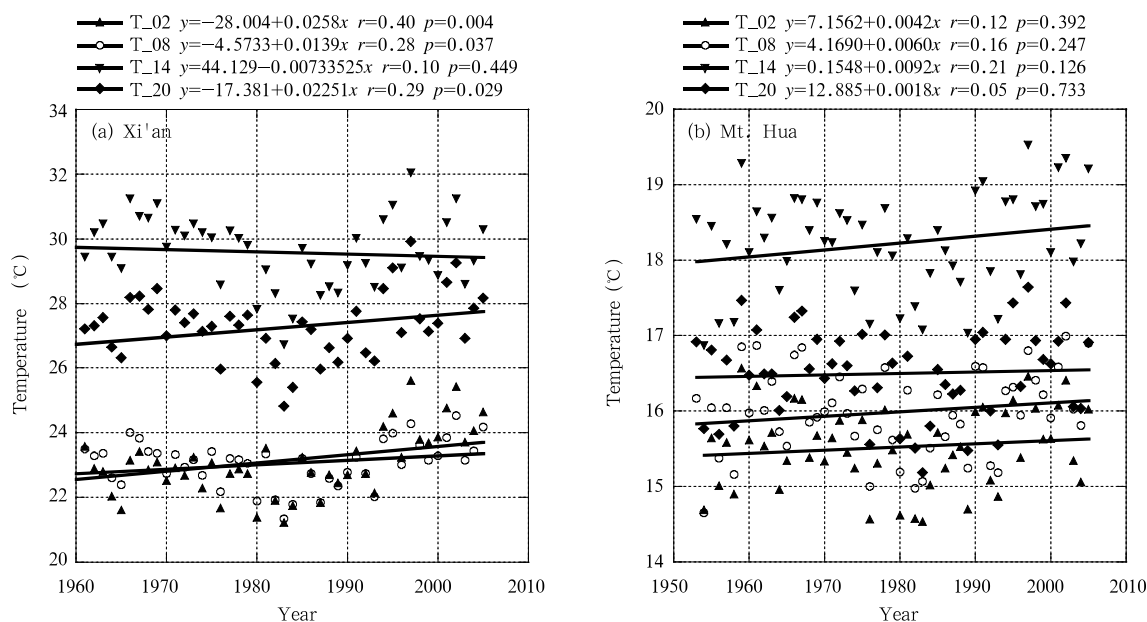 T_02 y=−28.004+0.0258x r=0.40 p=0.004
T_08 y=−4.5733+0.0139x r=0.28 p=0.037
T_14 y=44.129−0.00733525x r=0.10 p=0.449
T_20 y=−17.381+0.02251x r=0.29 p=0.029
34
(a) Xi'an
32
30
28
26
24
22
20
Temperature (℃)
1960 1970 1980 1990 2000 2010
Year
T_02 y=7.1562+0.0042x r=0.12 p=0.392
T_08 y=4.1690+0.0060x r=0.16 p=0.247
T_14 y=0.1548+0.0092x r=0.21 p=0.126
T_20 y=12.885+0.0018x r=0.05 p=0.733
20
(b) Mt. Hua
19
18
17
16
15
14
Temperature (℃)
1950 1960 1970 1980 1990 2000 2010
Year